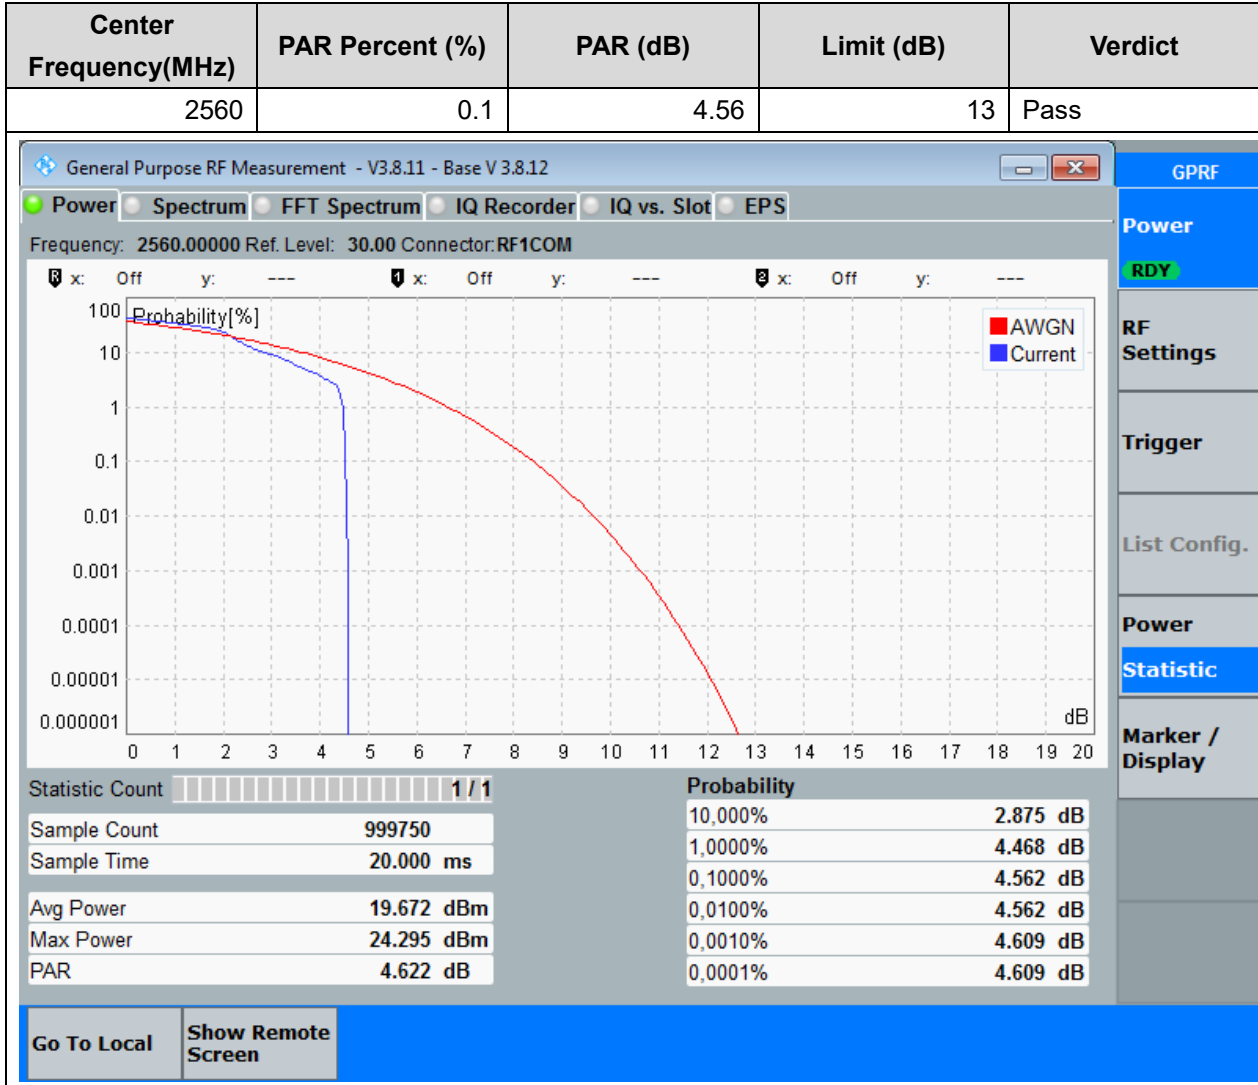 Center Frequency(MHz) PAR Percent (%) PAR (dB) Limit (dB) Verdict
2560 0.1 4.56 13 Pass
General Purpose RF Measurement - V3.8.11 - Base V 3.8.12
GPRF
Power Spectrum FFT Spectrum IQ Recorder IQ vs. Slot EPS
Frequency: 2560.00000 Ref. Level: 30.00 Connector:RF1COM
R x: Off y: --- 1 x: Off y: --- 2 x: Off y: ---
Probability[%]
AWGN
Current
100
10
1
0.1
0.01
0.001
0.0001
0.00001
0.000001
dB
0 1 2 3 4 5 6 7 8 9 10 11 12 13 14 15 16 17 18 19 20
Statistic Count 1 / 1
Sample Count 999750
Sample Time 20.000 ms
Avg Power 19.672 dBm
Max Power 24.295 dBm
PAR 4.622 dB
Probability
10,000% 2.875 dB
1,0000% 4.468 dB
0,1000% 4.562 dB
0,0100% 4.562 dB
0,0010% 4.609 dB
0,0001% 4.609 dB
Power
RDY
RF
Settings
Trigger
List Config.
Power
Statistic
Marker /
Display
Go To Local
Show Remote
Screen